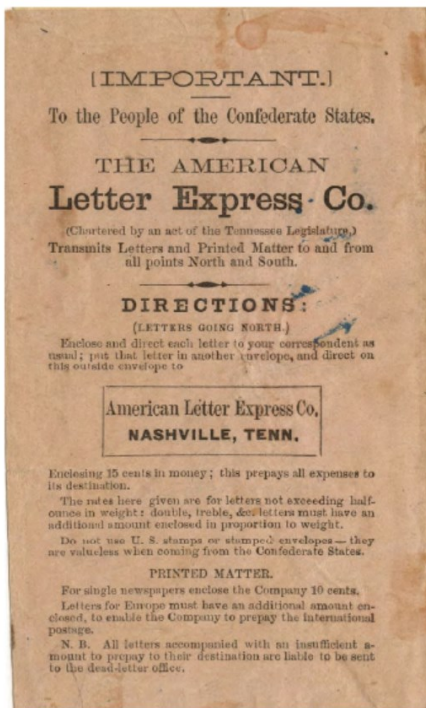 [IMPORTANT.]
To the People of the Confederate States.
THE AMERICAN
Letter Express Co.
(Chartered by an act of the Tennessee Legislature,)
Transmits Letters and Printed Matter to and from
all points North and South.
DIRECTIONS:
(LETTERS GOING NORTH.)
Enclose and direct each letter to your correspondent as
usual; put that letter in another envelope, and direct on
this outside envelope to
American Letter Express Co,
NASHVILLE, TENN.
Enclosing 15 cents in money; this prepays all expenses to
its destination.
The rates here given are for letters not exceeding half-
ounce in weight: double, treble, &c. letters must have an
additional amount enclosed in proportion to weight.
Do not use U. S. stamps or stamped envelopes—they
are valueless when coming from the Confederate States.
PRINTED MATTER.
For single newspapers enclose the Company 10 cents.
Letters for Europe must have an additional amount en-
closed, to enable the Company to prepay the international
postage.
N. B. All letters accompanied with an insufficient a-
mount to prepay to their destination are liable to be sent
to the dead-letter office.